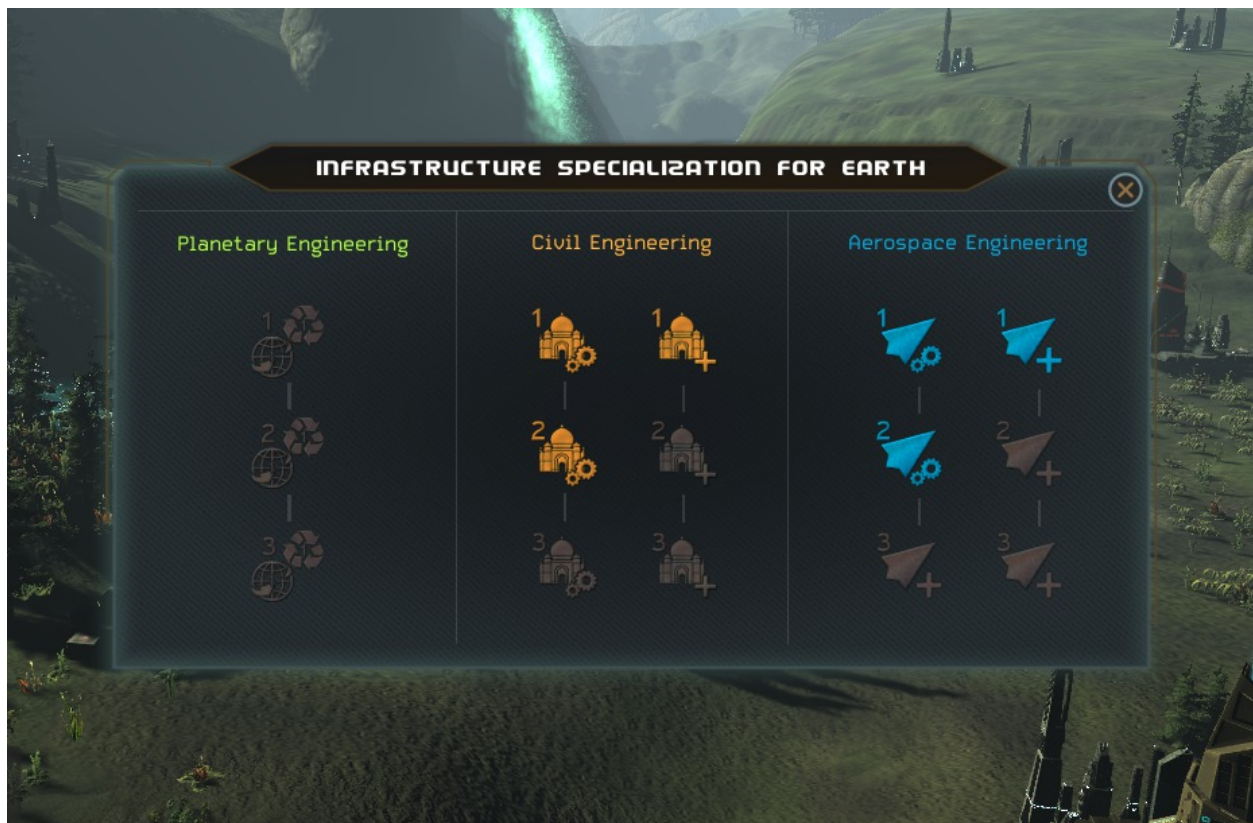 INFRASTRUCTURE SPECIALIZATION FOR EARTH
Planetary Engineering
1
2
3
Civil Engineering
1 1
2 2
3 3
Aerospace Engineering
1 1
2 2
3 3